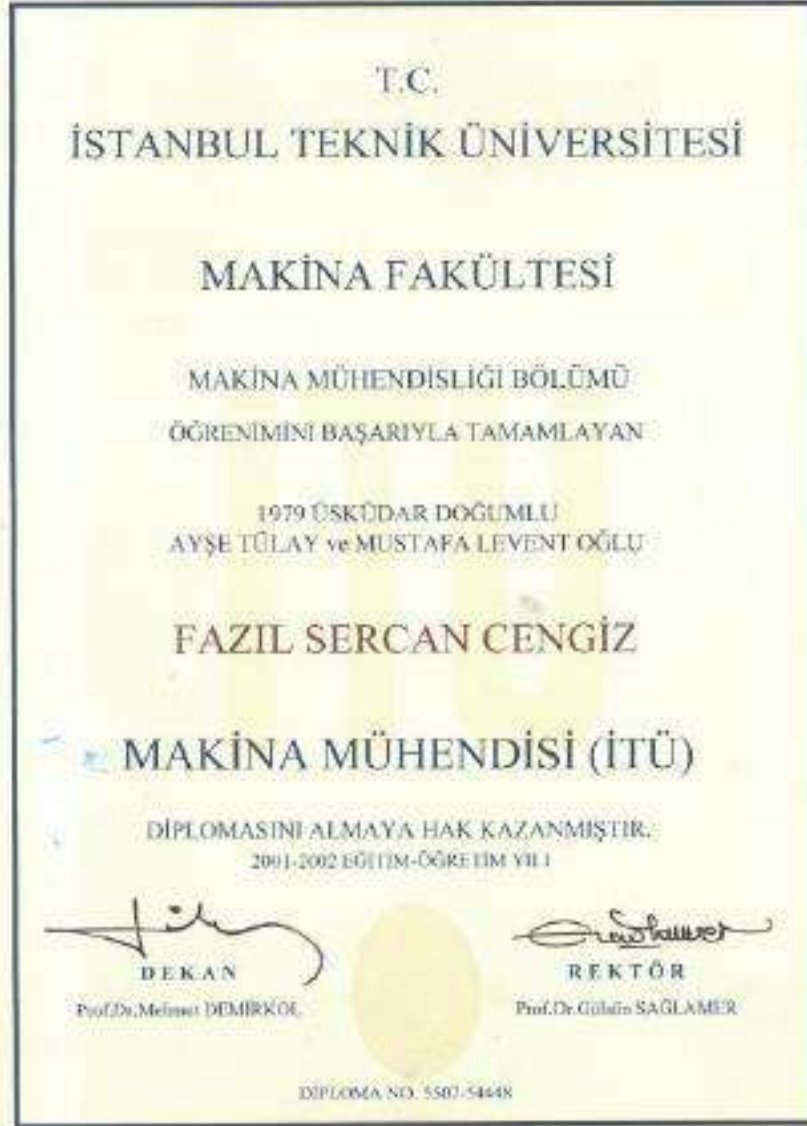 T.C.
İSTANBUL TEKNİK ÜNİVERSİTESİ
MAKİNA FAKÜLTESİ
MAKİNA MÜHENDİSLİĞİ BÖLÜMÜ
ÖĞRENİMİNİ BAŞARIYLA TAMAMLAYAN
1979 ÜSKÜDAR DOĞUMLU
AYŞE TÜLAY ve MUSTAFA LEVENT OĞLU
FAZIL SERCAN CENGİZ
MAKİNA MÜHENDİSİ (İTÜ)
DİPLOMASINI ALMAYA HAK KAZANMIŞTIR.
2001-2002 EĞİTİM-ÖĞRETİM YILI
DEKAN
Prof.Dr.Mehmet DEMİRKOL
REKTÖR
Prof.Dr.Gülsün SAĞLAMER
DİPLOMA NO. 5507-54448